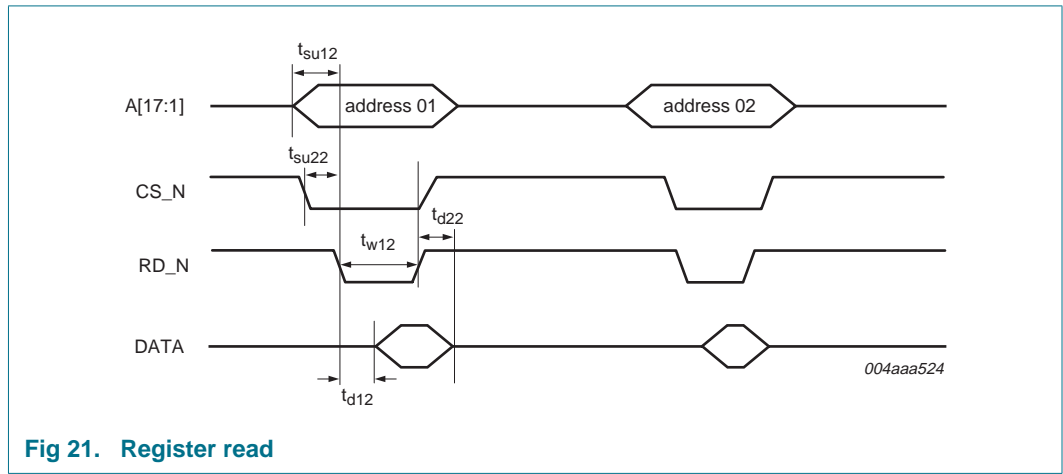 tsu12
A[17:1]
address 01
address 02
tsu22
CS_N
td22
tw12
RD_N
DATA
004aaa524
td12
Fig 21. Register read